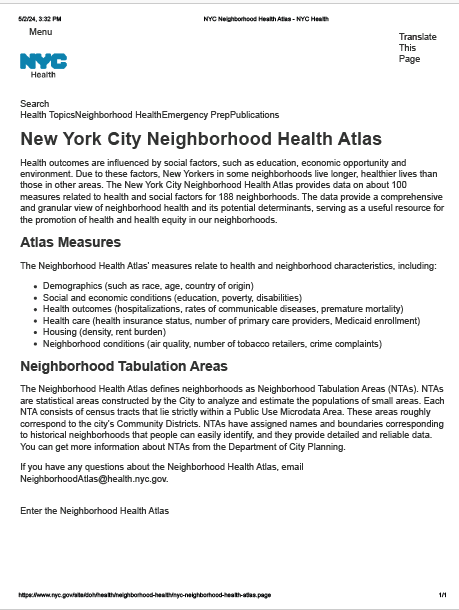 5/2/24, 3:32 PM
NYC Neighborhood Health Atlas - NYC Health
Menu
Translate
This
Page
NYC
Health
Search
Health TopicsNeighborhood HealthEmergency PrepPublications
New York City Neighborhood Health Atlas
Health outcomes are influenced by social factors, such as education, economic opportunity and
environment. Due to these factors, New Yorkers in some neighborhoods live longer, healthier lives than
those in other areas. The New York City Neighborhood Health Atlas provides data on about 100
measures related to health and social factors for 188 neighborhoods. The data provide a comprehensive
and granular view of neighborhood health and its potential determinants, serving as a useful resource for
the promotion of health and health equity in our neighborhoods.
Atlas Measures
The Neighborhood Health Atlas' measures relate to health and neighborhood characteristics, including:
• Demographics (such as race, age, country of origin)
• Social and economic conditions (education, poverty, disabilities)
• Health outcomes (hospitalizations, rates of communicable diseases, premature mortality)
• Health care (health insurance status, number of primary care providers, Medicaid enrollment)
• Housing (density, rent burden)
• Neighborhood conditions (air quality, number of tobacco retailers, crime complaints)
Neighborhood Tabulation Areas
The Neighborhood Health Atlas defines neighborhoods as Neighborhood Tabulation Areas (NTAs). NTAs
are statistical areas constructed by the City to analyze and estimate the populations of small areas. Each
NTA consists of census tracts that lie strictly within a Public Use Microdata Area. These areas roughly
correspond to the city's Community Districts. NTAs have assigned names and boundaries corresponding
to historical neighborhoods that people can easily identify, and they provide detailed and reliable data.
You can get more information about NTAs from the Department of City Planning.
If you have any questions about the Neighborhood Health Atlas, email
NeighborhoodAtlas@health.nyc.gov.
Enter the Neighborhood Health Atlas
https://www.nyc.gov/site/doh/health/neighborhood-health/nyc-neighborhood-health-atlas.page
1/1